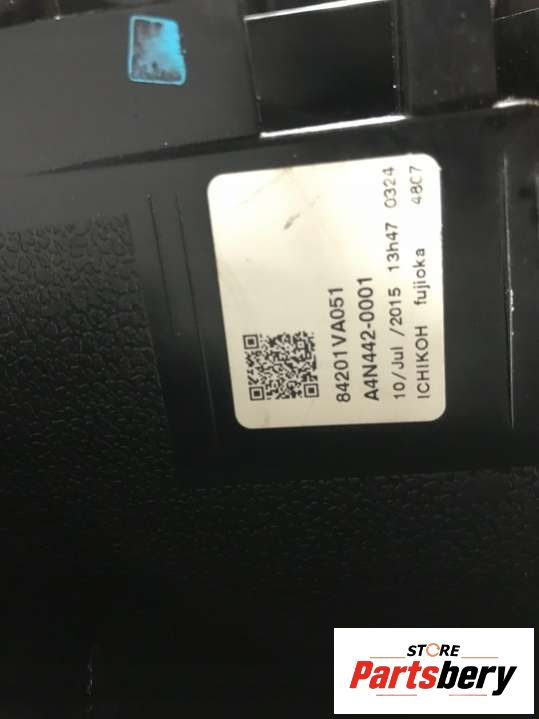 84201VA051
A4N442-0001
10/Jul /2015 13h47 0324
ICHIKOH fujioka 48C7
STORE
Partsbery